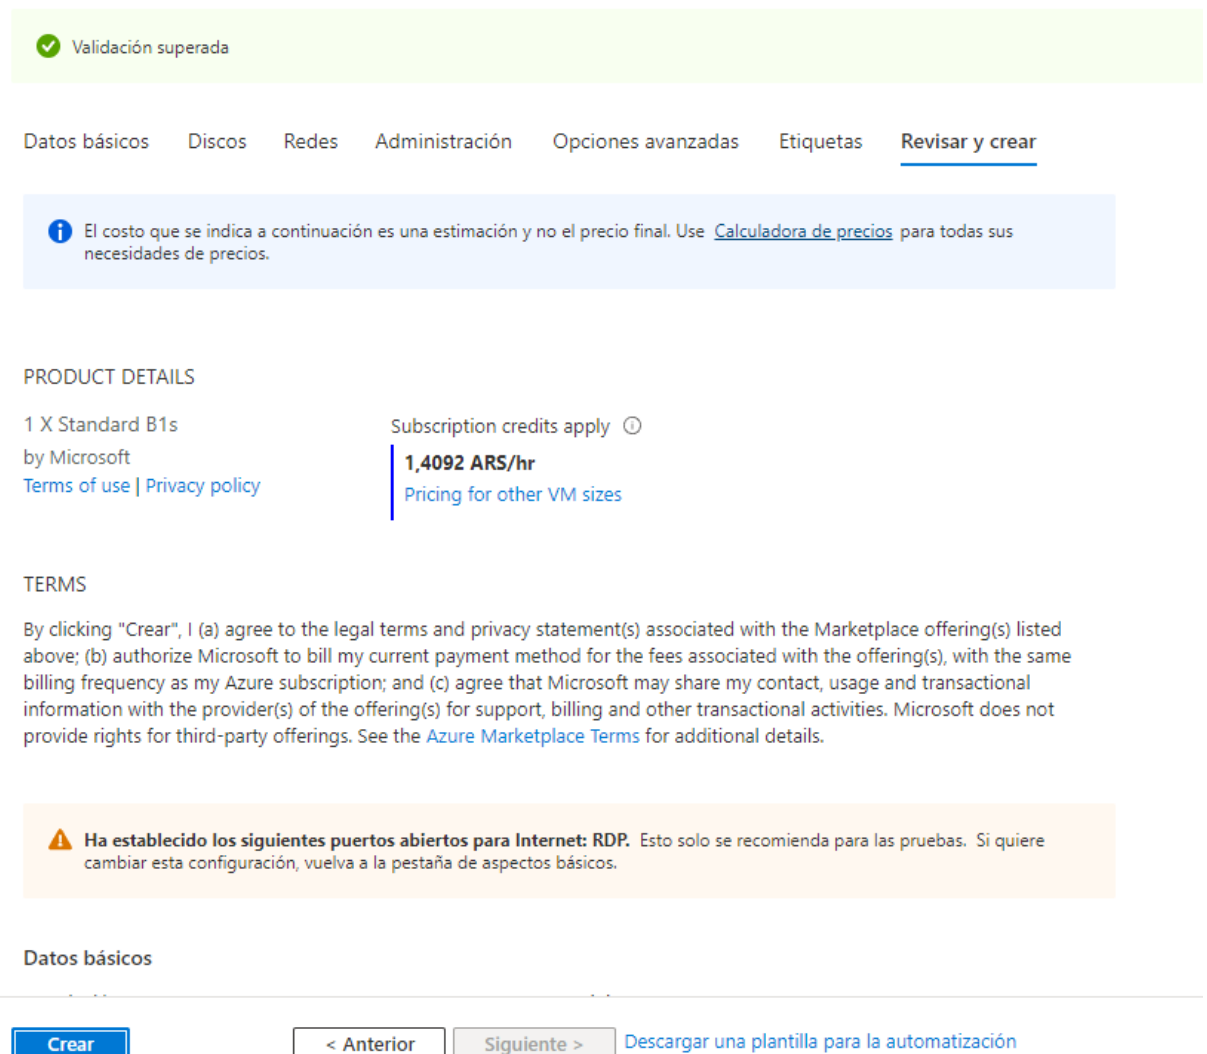 Validación superada
Datos básicos Discos Redes Administración Opciones avanzadas Etiquetas Revisar y crear
El costo que se indica a continuación es una estimación y no el precio final. Use Calculadora de precios para todas sus
necesidades de precios.
PRODUCT DETAILS
1 X Standard B1s
by Microsoft
Terms of use | Privacy policy
Subscription credits apply
1,4092 ARS/hr
Pricing for other VM sizes
TERMS
By clicking "Crear", I (a) agree to the legal terms and privacy statement(s) associated with the Marketplace offering(s) listed
above; (b) authorize Microsoft to bill my current payment method for the fees associated with the offering(s), with the same
billing frequency as my Azure subscription; and (c) agree that Microsoft may share my contact, usage and transactional
information with the provider(s) of the offering(s) for support, billing and other transactional activities. Microsoft does not
provide rights for third-party offerings. See the Azure Marketplace Terms for additional details.
Ha establecido los siguientes puertos abiertos para Internet: RDP. Esto solo se recomienda para las pruebas. Si quiere
cambiar esta configuración, vuelva a la pestaña de aspectos básicos.
Datos básicos
Crear < Anterior Siguiente > Descargar una plantilla para la automatización